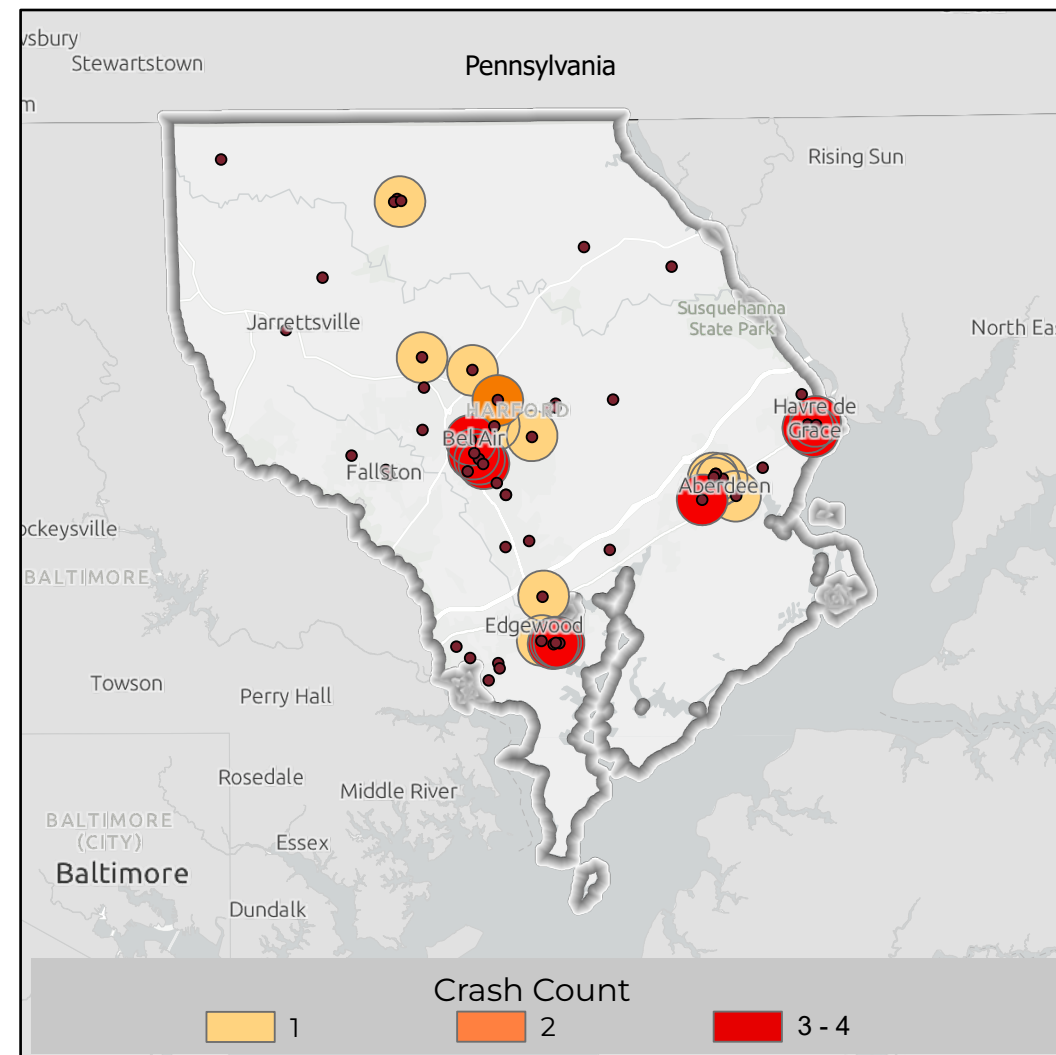 vsbury
Stewartstown
Pennsylvania
m
Rising Sun
Susquehanna
State Park
Jarrettsville
North Eas
HARFORD
Havre de
Grace
Bel Air
Fallston
Aberdeen
ockeysville
BALTIMORE
Edgewood
Towson
Perry Hall
Rosedale
Middle River
BALTIMORE
(CITY)
Essex
Baltimore
Dundalk
Crash Count
1
2
3 - 4